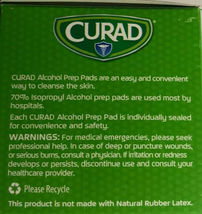 CURAD
CURAD Alcohol Prep Pads are an easy and convenient
way to cleanse the skin.
70% Isopropyl Alcohol prep pads are used most by
hospitals.
Each CURAD Alcohol Prep Pad is individually sealed
for convenience and safety.
WARNINGS: For medical emergencies, please seek
professional help. In case of deep or puncture wounds,
or serious burns, consult a physician. If irritation or redness
develops or persists, discontinue use and consult your
healthcare provider.
Please Recycle
This product is not made with Natural Rubber Latex.